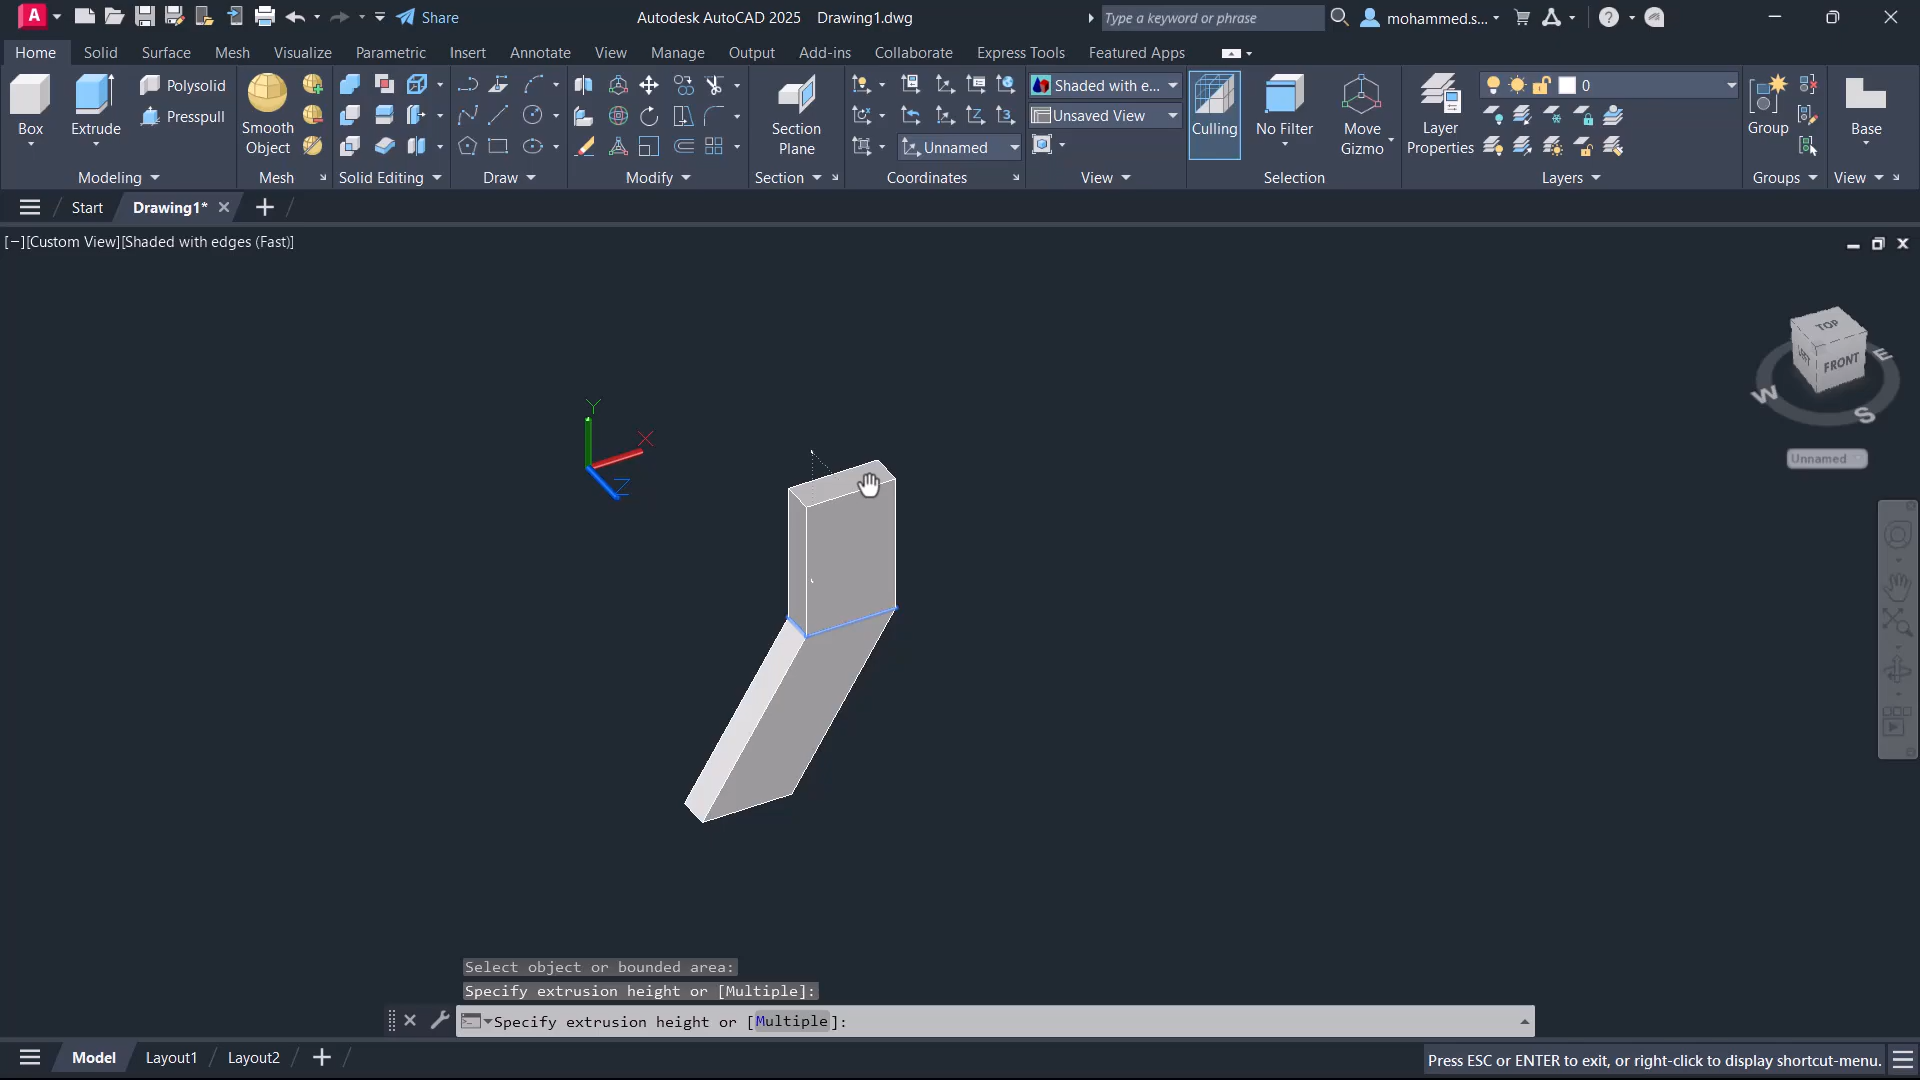 A Share Autodesk AutoCAD 2025 Drawing1.dwg Type a keyword or phrase mohammed.s...
Home Solid Surface Mesh Visualize Parametric Insert Annotate View Manage Output Add-ins Collaborate Express Tools Featured Apps
Box
Extrude
Polysolid
Presspull
Smooth
Object
Section
Plane
Unnamed
Shaded with e...
Unsaved View
Culling
No Filter
Move
Gizmo
Layer
Properties
0
Group
Base
Modeling Mesh Solid Editing Draw Modify Section Coordinates View Selection Layers Groups View
Start Drawing1*
[−][Custom View][Shaded with edges (Fast)]
TOP
LEFT
FRONT
W
E
S
Unnamed
Y
X
Z
Select object or bounded area:
Specify extrusion height or [Multiple]:
Specify extrusion height or [Multiple]:
Model Layout1 Layout2
Press ESC or ENTER to exit, or right-click to display shortcut-menu.